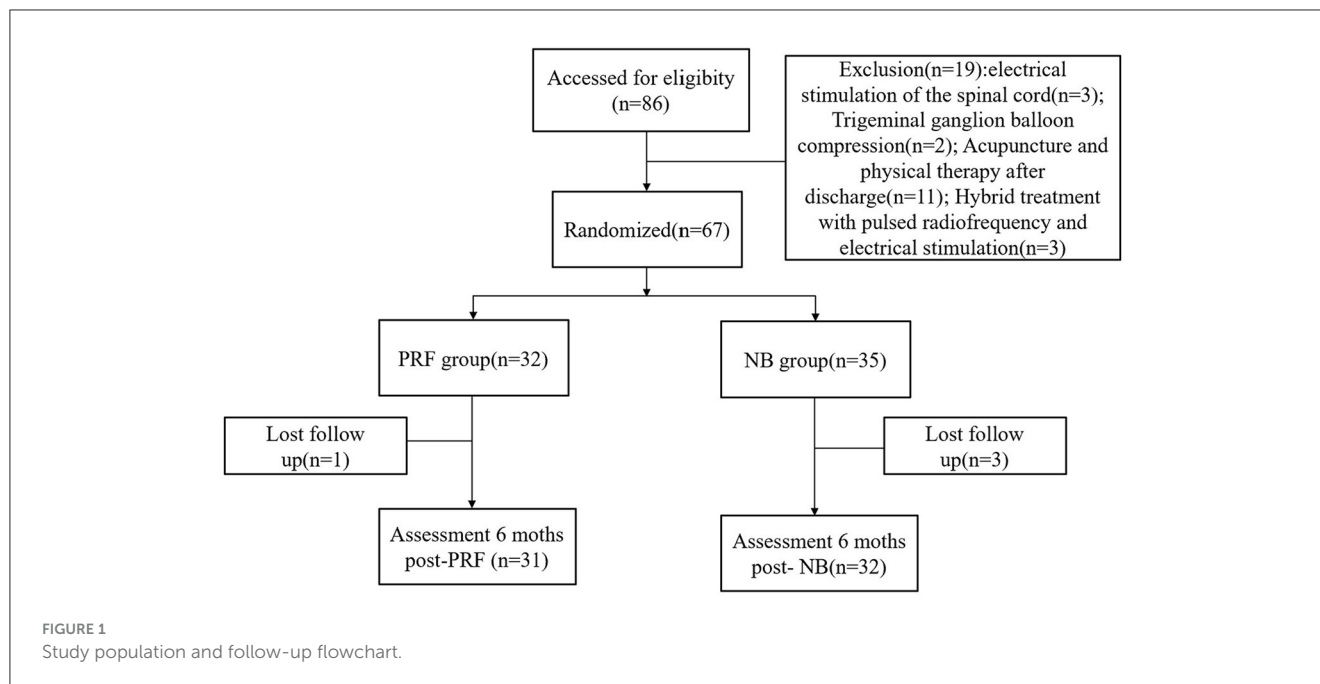 Accessed for eligibity
(n=86)
Exclusion(n=19):electrical
stimulation of the spinal cord(n=3);
Trigeminal ganglion balloon
compression(n=2); Acupuncture and
physical therapy after
discharge(n=11); Hybrid treatment
with pulsed radiofrequency and
electrical stimulation(n=3)
Randomized(n=67)
PRF group(n=32)
NB group(n=35)
Lost follow
up(n=1)
Lost follow
up(n=3)
Assessment 6 moths
post-PRF (n=31)
Assessment 6 moths
post- NB(n=32)
FIGURE 1
Study population and follow-up flowchart.